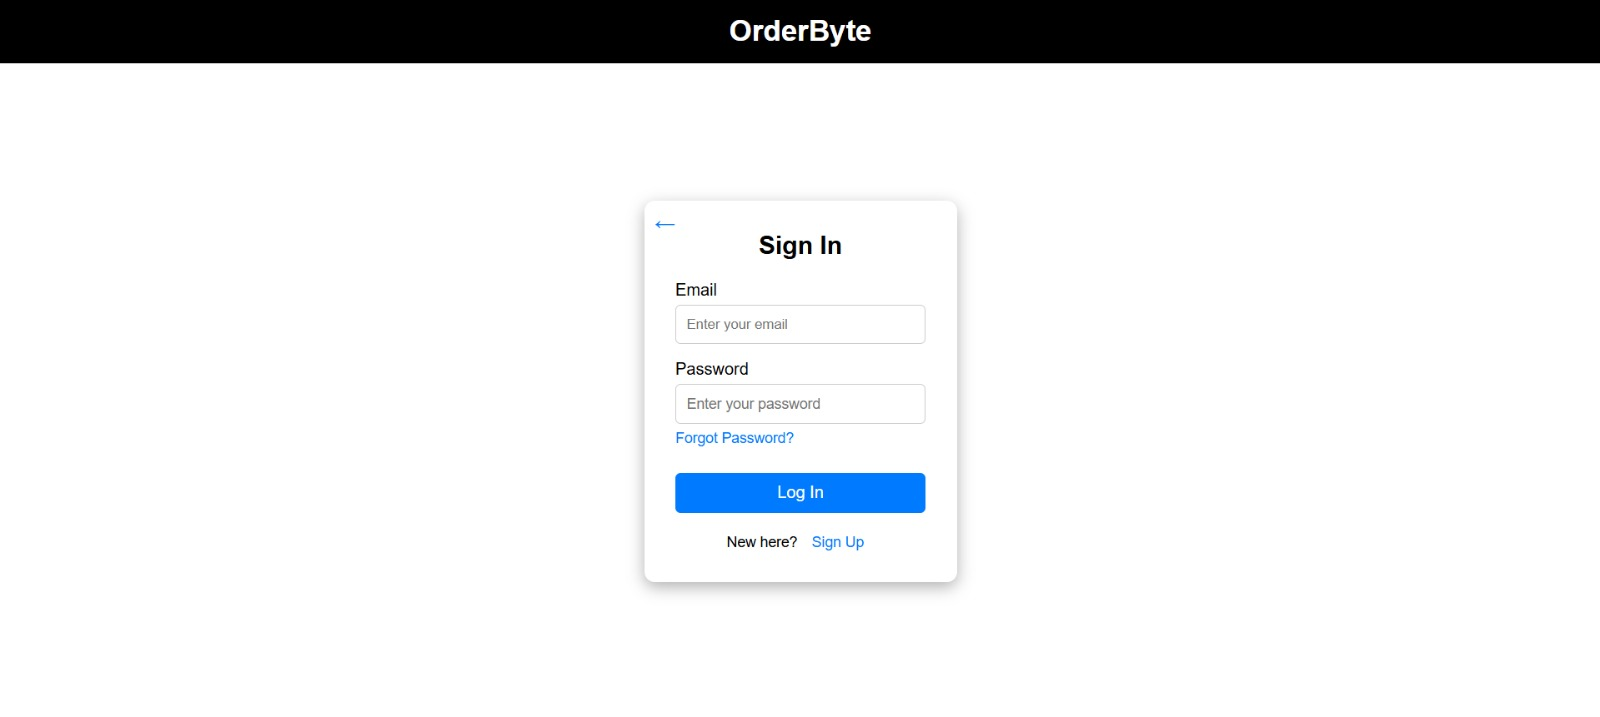 OrderByte
←
Sign In
Email
Enter your email
Password
Enter your password
Forgot Password?
Log In
New here? Sign Up